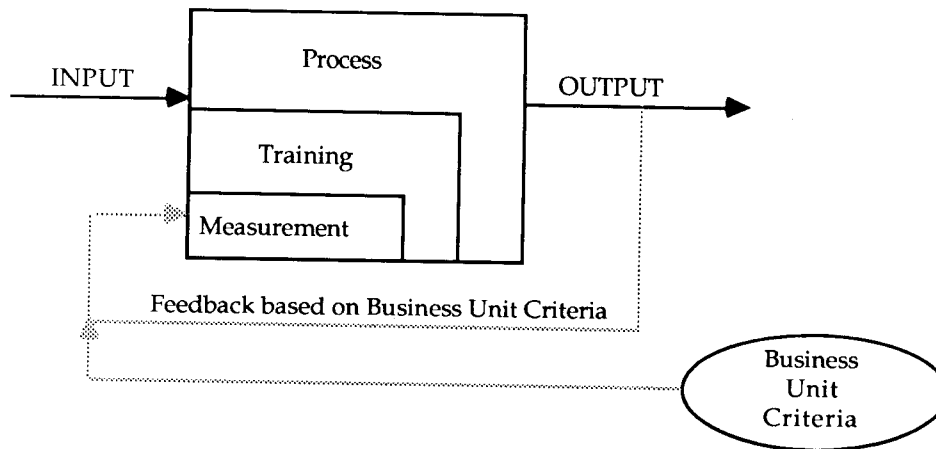 Process
INPUT
OUTPUT
Training
Measurement
Feedback based on Business Unit Criteria
Business
Unit
Criteria